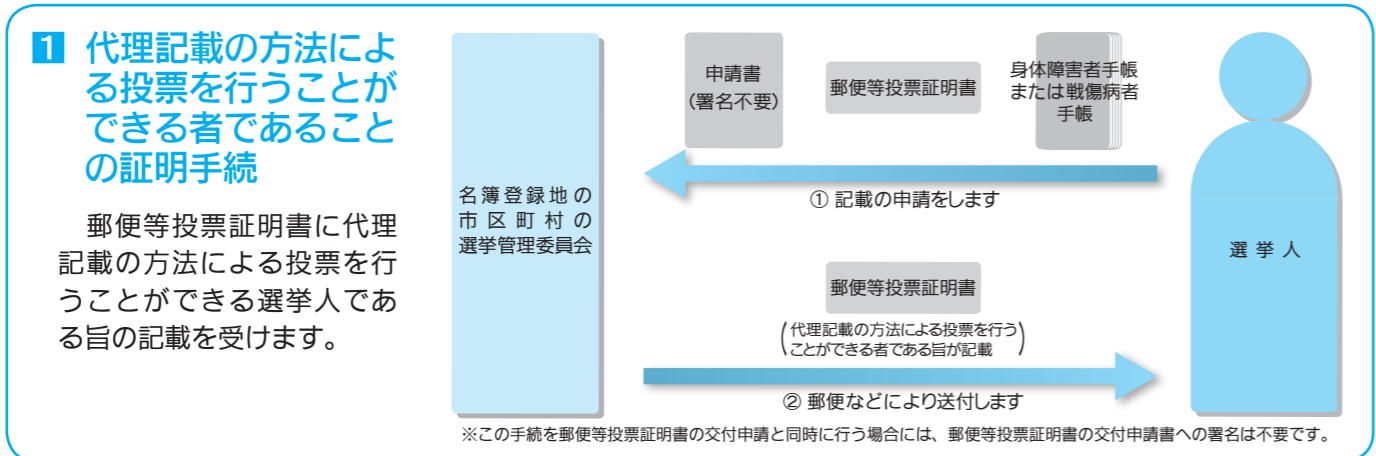 1 代理記載の方法によ
る投票を行うことが
できる者であること
の証明手続
郵便等投票証明書に代理
記載の方法による投票を行
うことができる選挙人であ
る旨の記載を受けます。
名簿登録地の
市区町村の
選挙管理委員会
申請書
(署名不要)
郵便等投票証明書
身体障害者手帳
または戦傷病者
手帳
① 記載の申請をします
選挙人
郵便等投票証明書
(代理記載の方法による投票を行う
ことができる者である旨が記載)
② 郵便などにより送付します
※この手続を郵便等投票証明書の交付申請と同時に行う場合には、郵便等投票証明書の交付申請書への署名は不要です。